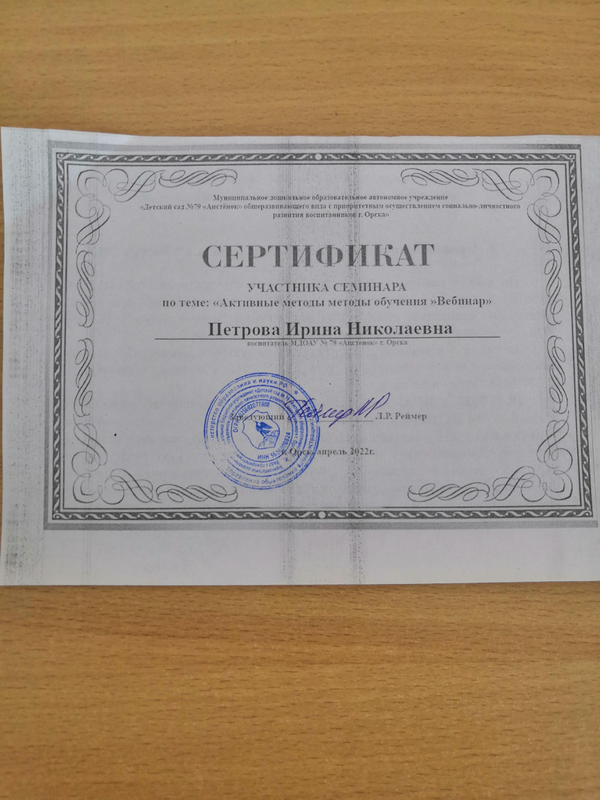 Муниципальное дошкольное образовательное автономное учреждение
«Детский сад №79 «Аистёнок» общеразвивающего вида с приоритетным осуществлением социально-личностного
развития воспитанников г. Орска»
СЕРТИФИКАТ
УЧАСТНИКА СЕМИНАРА
по теме: «Активные методы методы обучения »Вебинар»
Петрова Ирина Николаевна
воспитатель МДОАУ № 79 «Аистёнок» г. Орска
Заведующий Л.Р. Реймер
г. Орск апрель 2022г.